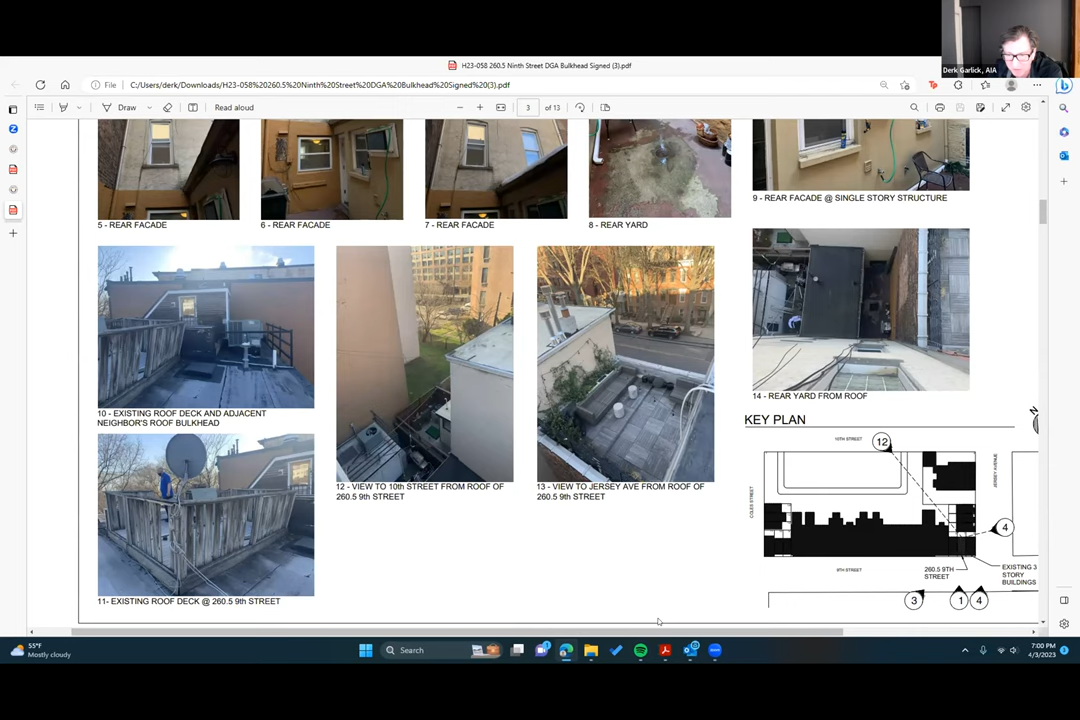 Derk Garlick, AIA
H23-058 260.5 Ninth Street DGA Bulkhead Signed (3).pdf
File
C:/Users/derk/Downloads/H23-058%20260.5%20Ninth%20Street%20DGA%20Bulkhead%20Signed%20(3).pdf
Draw
Read aloud
3
of 13
5 - REAR FACADE
6 - REAR FACADE
7 - REAR FACADE
8 - REAR YARD
9 - REAR FACADE @ SINGLE STORY STRUCTURE
10 - EXISTING ROOF DECK AND ADJACENT
NEIGHBOR'S ROOF BULKHEAD
11- EXISTING ROOF DECK @ 260.5 9th STREET
12 - VIEW TO 10th STREET FROM ROOF OF
260.5 9th STREET
13 - VIEW TO JERSEY AVE FROM ROOF OF
260.5 9th STREET
14 - REAR YARD FROM ROOF
KEY PLAN
N
10TH STREET
12
COLES STREET
JERSEY AVENUE
4
9TH STREET
260.5 9TH
STREET
EXISTING 3
STORY
BUILDINGS
3
1
4
55°F
Mostly cloudy
Search
7:00 PM
4/3/2023